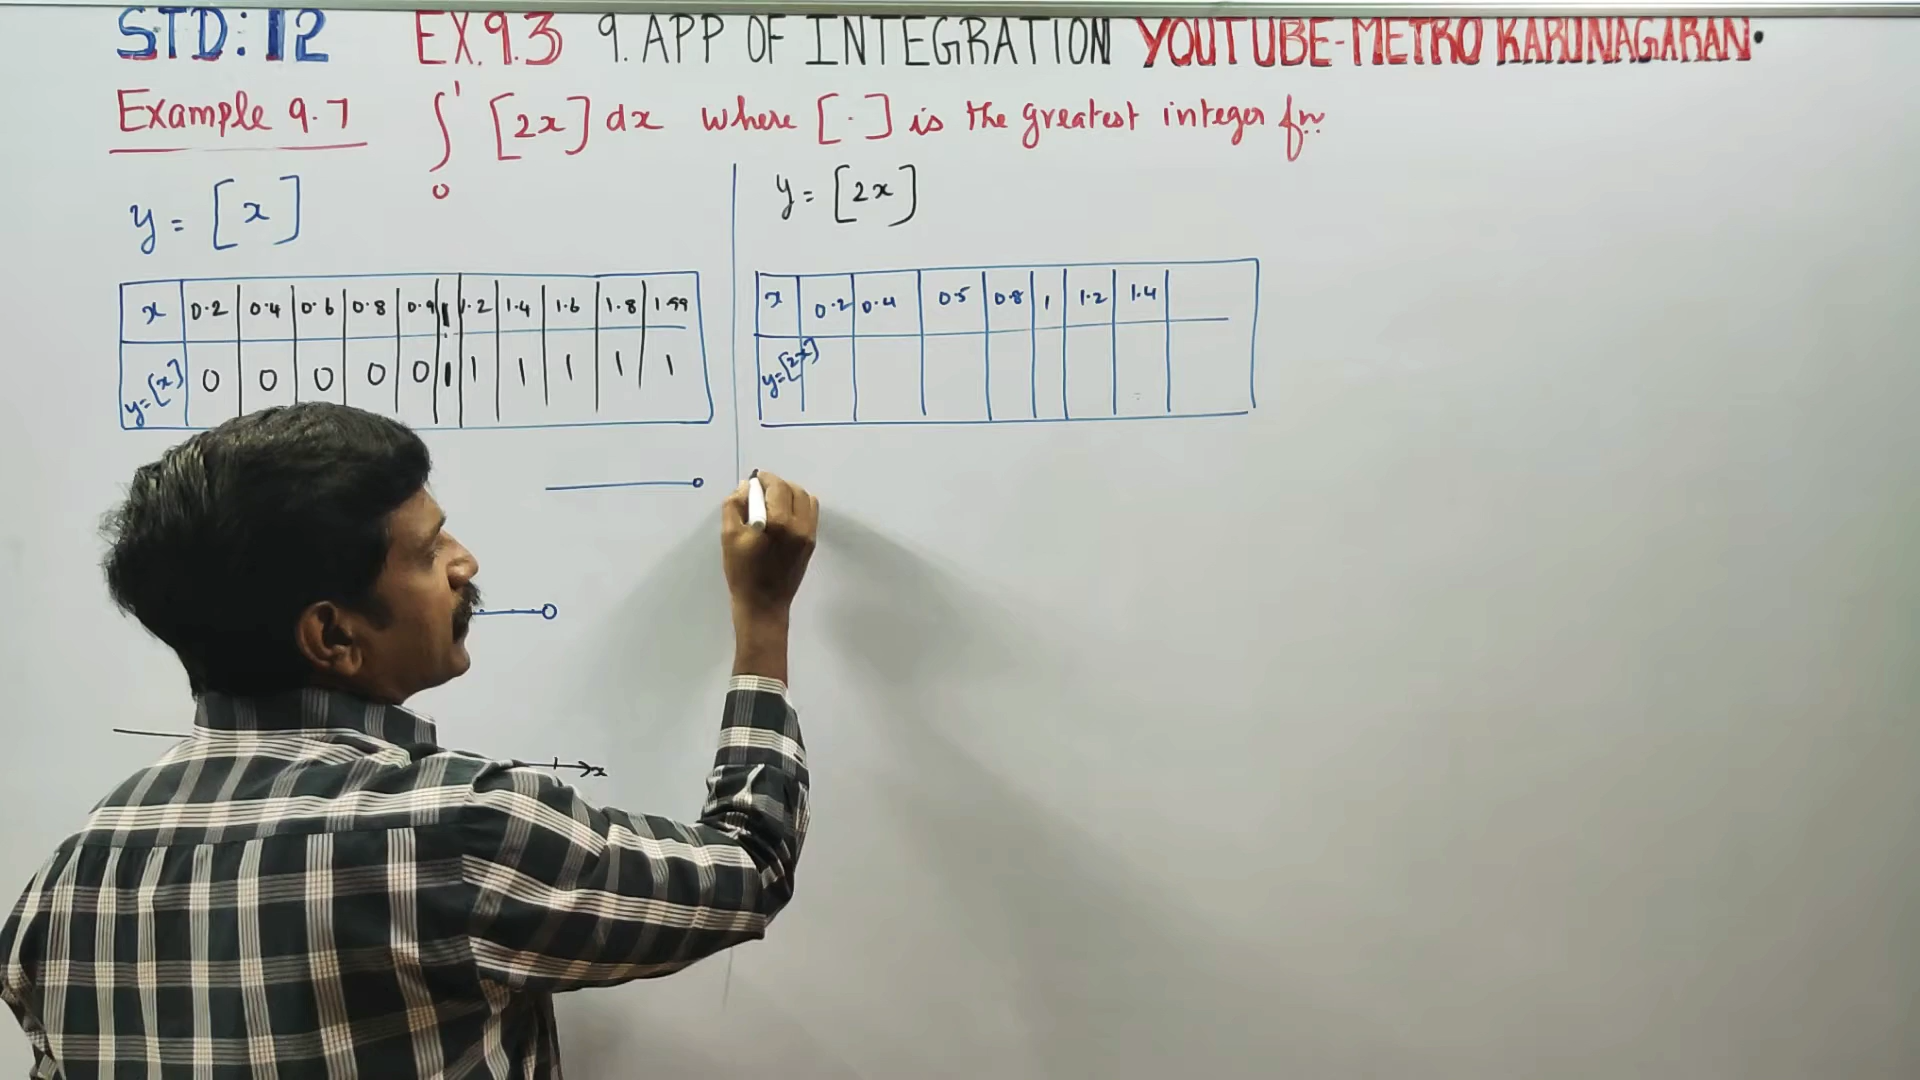 STD: 12 EX.9.3 9. APP OF INTEGRATION YOUTUBE-METRO KARUNAGARAN.
Example 9.7 ∫₀¹ [2x] dx where [·] is the greatest integer fn
y = [x]
x 0.2 0.4 0.6 0.8 0.9 1 1.2 1.4 1.6 1.8 1.99
y=[x] 0 0 0 0 0 1 1 1 1 1 1
x
y = [2x]
x 0.2 0.4 0.5 0.8 1 1.2 1.4
y=[2x]